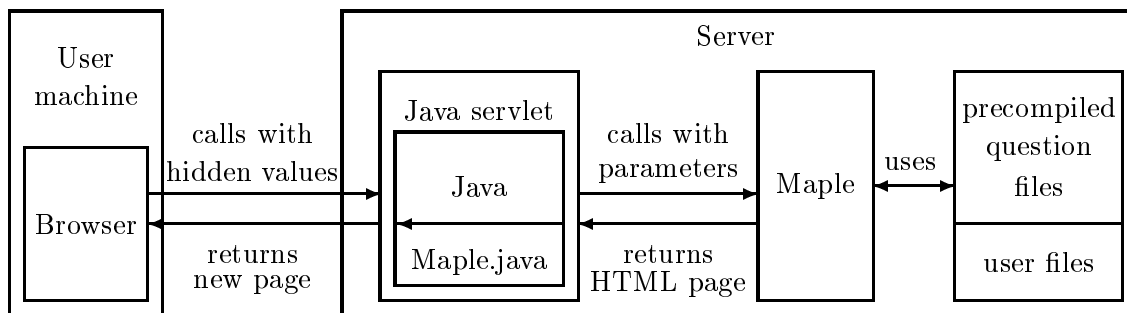 User
machine
Browser
calls with
hidden values
returns
new page
Server
Java servlet
Java
Maple.java
calls with
parameters
returns
HTML page
Maple
uses
precompiled
question
files
user files